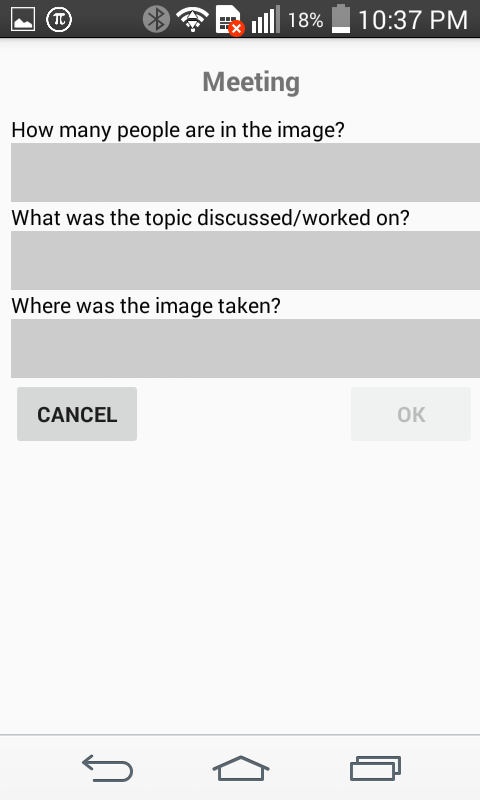 18% 10:37 PM
Meeting
How many people are in the image?
What was the topic discussed/worked on?
Where was the image taken?
CANCEL OK